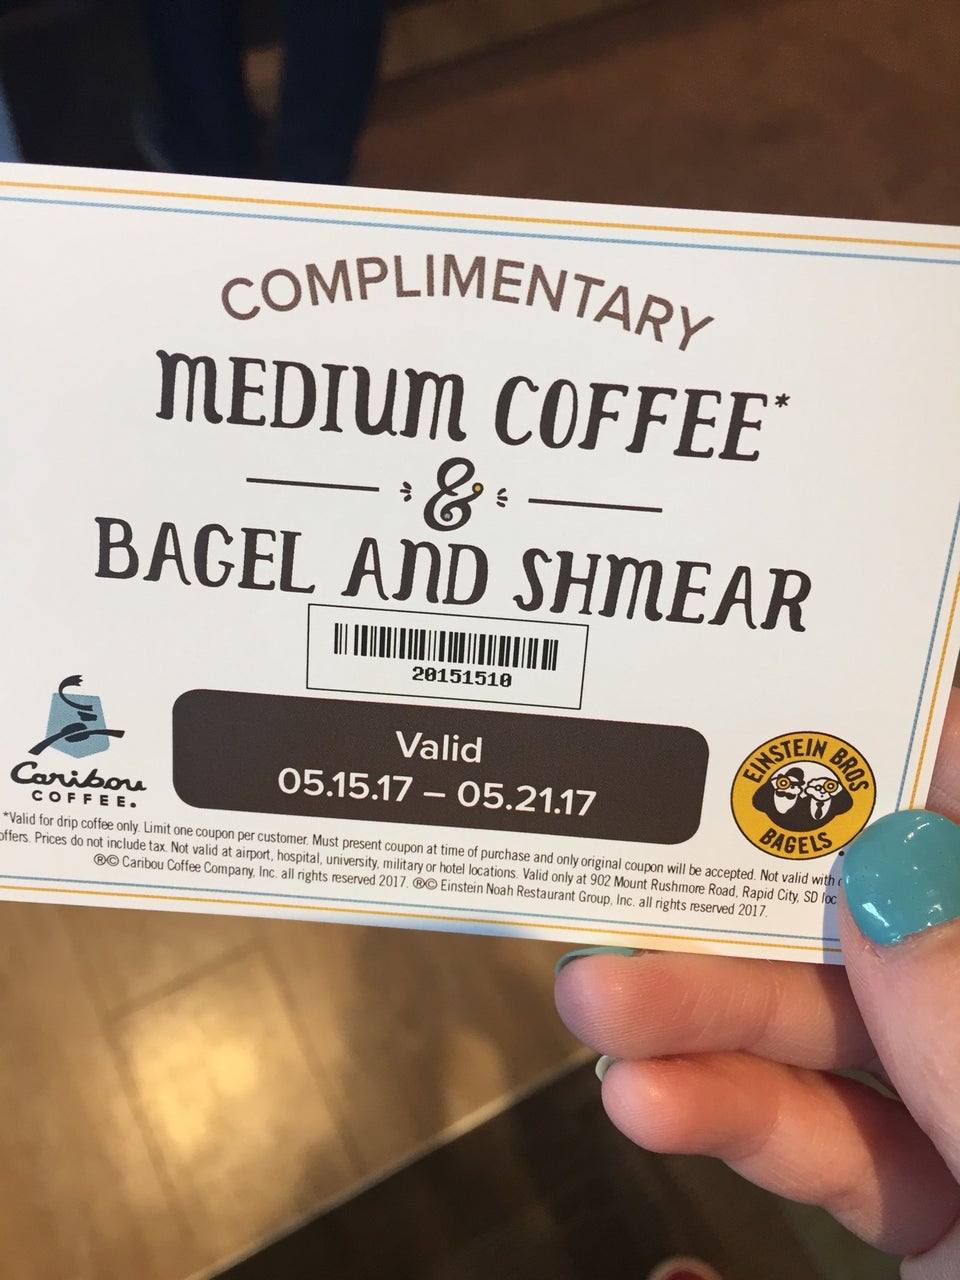 COMPLIMENTARY
MEDIUM COFFEE*
&
BAGEL AND SHMEAR
20151510
Valid
05.15.17 – 05.21.17
Caribou
COFFEE.
EINSTEIN BROS
BAGELS
*Valid for drip coffee only. Limit one coupon per customer. Must present coupon at time of purchase and only original coupon will be accepted. Not valid with
offers. Prices do not include tax. Not valid at airport, hospital, university, military or hotel locations. Valid only at 902 Mount Rushmore Road, Rapid City, SD loc
®© Caribou Coffee Company, Inc. all rights reserved 2017. ®© Einstein Noah Restaurant Group, Inc. all rights reserved 2017.